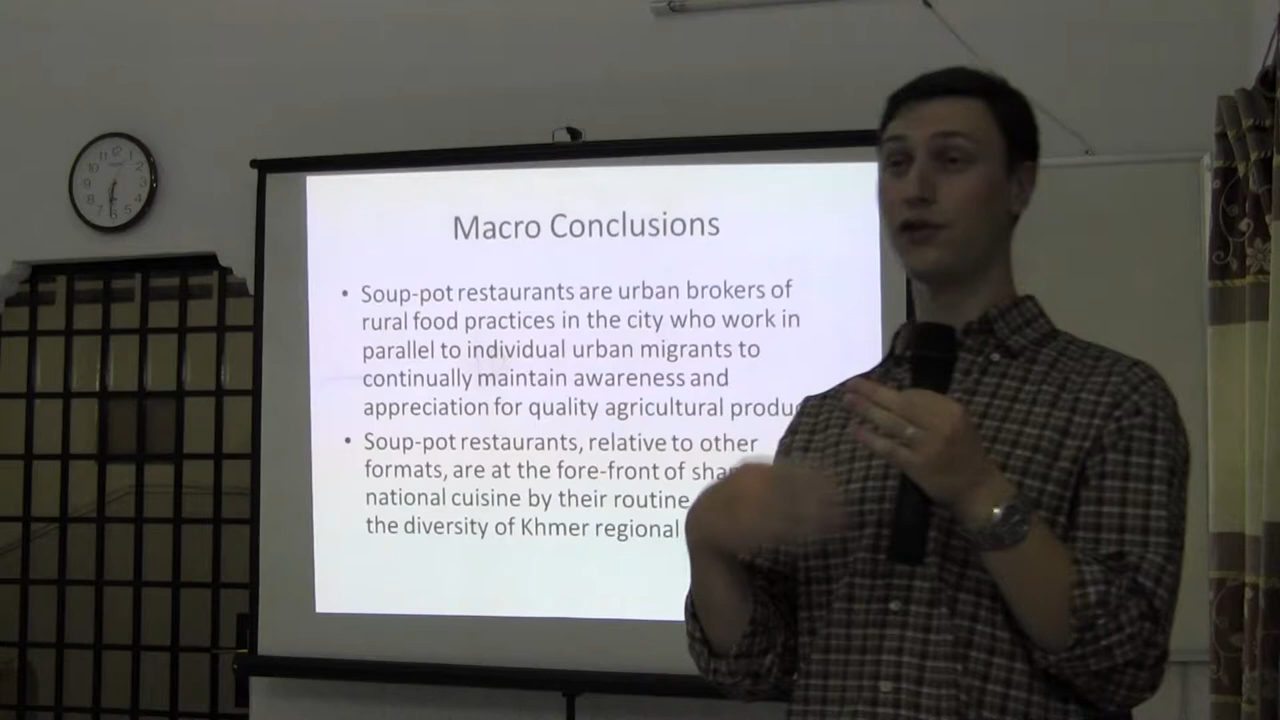 Macro Conclusions
• Soup-pot restaurants are urban brokers of
rural food practices in the city who work in
parallel to individual urban migrants to
continually maintain awareness and
appreciation for quality agricultural produc
• Soup-pot restaurants, relative to other
formats, are at the fore-front of sha
national cuisine by their routine
the diversity of Khmer regional